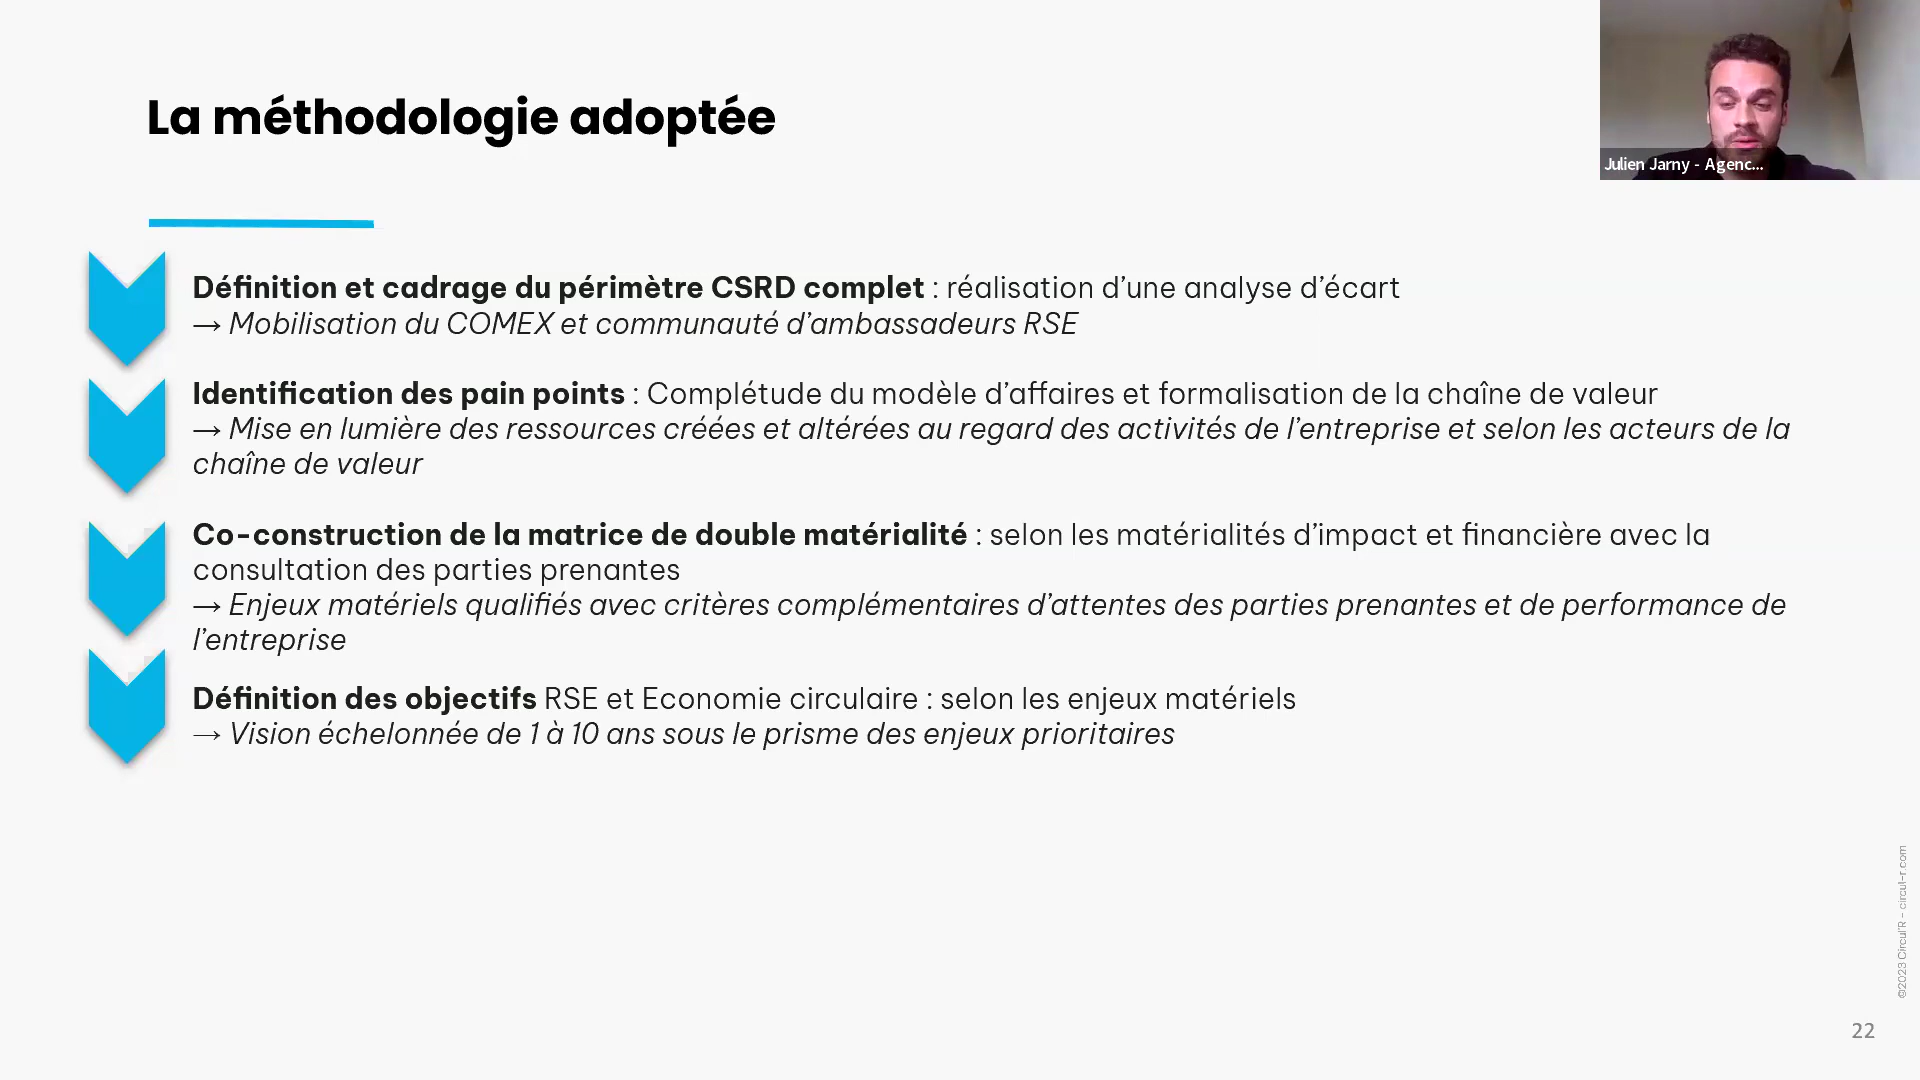 La méthodologie adoptée
Julien Jarny - Agenc...
Définition et cadrage du périmètre CSRD complet : réalisation d’une analyse d’écart
→ Mobilisation du COMEX et communauté d’ambassadeurs RSE
Identification des pain points : Complétude du modèle d’affaires et formalisation de la chaîne de valeur
→ Mise en lumière des ressources créées et altérées au regard des activités de l’entreprise et selon les acteurs de la
chaîne de valeur
Co-construction de la matrice de double matérialité : selon les matérialités d’impact et financière avec la
consultation des parties prenantes
→ Enjeux matériels qualifiés avec critères complémentaires d’attentes des parties prenantes et de performance de
l’entreprise
Définition des objectifs RSE et Economie circulaire : selon les enjeux matériels
→ Vision échelonnée de 1 à 10 ans sous le prisme des enjeux prioritaires
©2023 Circul’R – circul-r.com
22